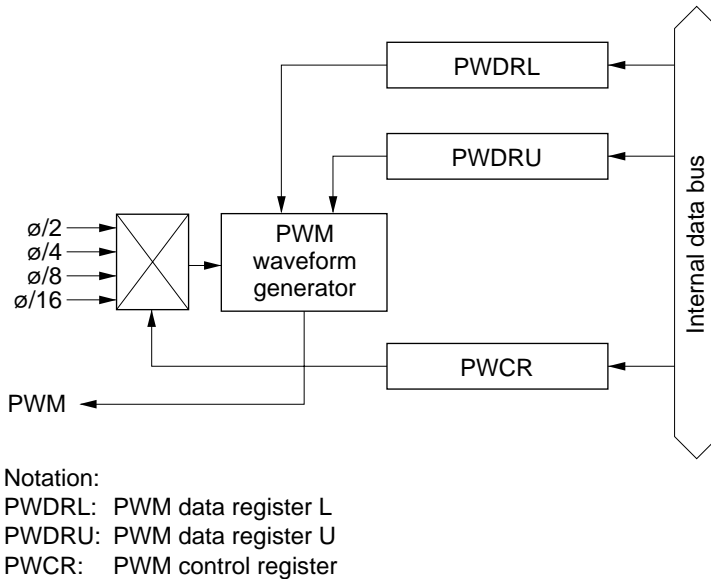 PWDRL
PWDRU
ø/2
ø/4
ø/8
ø/16
PWM
waveform
generator
Internal data bus
PWCR
PWM
Notation:
PWDRL: PWM data register L
PWDRU: PWM data register U
PWCR: PWM control register